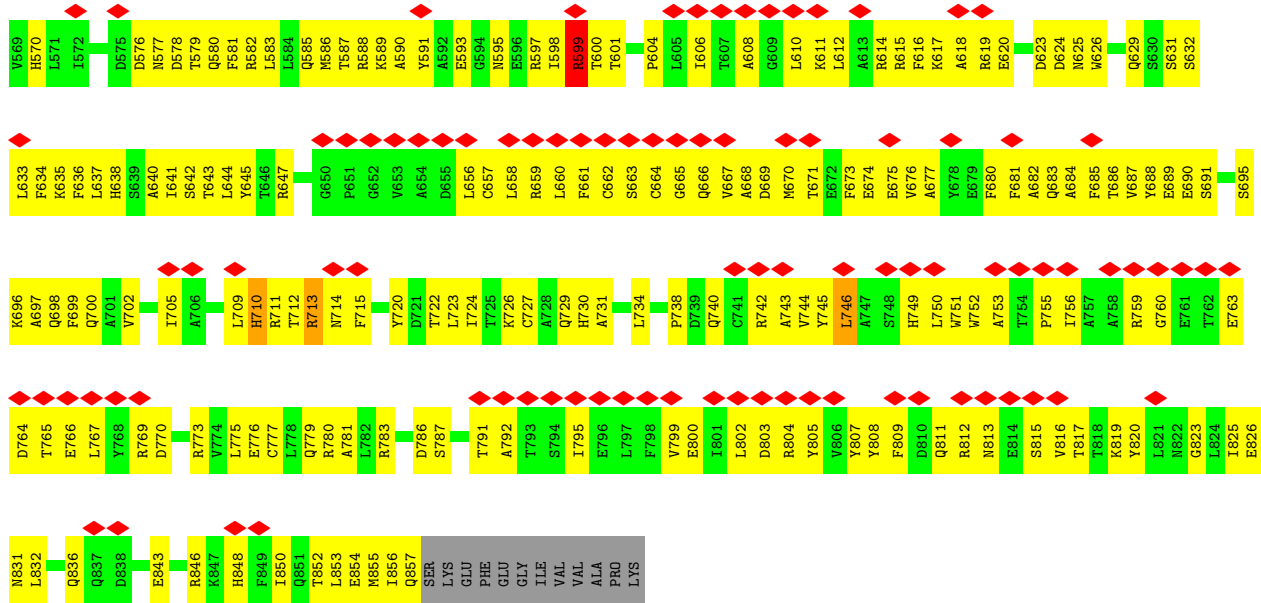 V569 H570 L571 I572 D575 D576 N577 D578 T579 Q580 F581 R582 L583 L584 Q585 M586 T587 R588 K589 A590 Y591 A592 E593 G594 N595 E596 R597 I598 R599 T600 T601 P604 L605 I606 T607 A608 G609 L610 K611 L612 A613 R614 R615 F616 K617 A618 R619 E620 D623 D624 N625 W626 Q629 S630 S631 S632
L633 F634 K635 F636 L637 H638 S639 A640 I641 S642 T643 L644 Y645 T646 R647 G650 P651 G652 V653 A654 D655 L656 C657 L658 R659 L660 F661 C662 S663 C664 G665 Q666 V667 A668 D669 M670 T671 E672 F673 E674 E675 V676 A677 Y678 E679 F680 F681 A682 Q683 A684 F685 T686 V687 Y688 E689 E690 S691 S695
K696 A697 Q698 F699 Q700 A701 V702 I705 A706 L709 H710 R711 T712 R713 N714 F715 Y720 D721 T722 L723 I724 T725 K726 C727 A728 Q729 H730 A731 L734 P738 D739 Q740 C741 R742 A743 V744 Y745 L746 A747 S748 H749 L750 W751 W752 A753 T754 P755 I756 A757 A758 R759 G760 E761 T762 E763
D764 T765 E766 L767 Y768 R769 D770 R773 V774 L775 E776 C777 L778 Q779 R780 A781 L782 R783 D786 S787 T791 A792 T793 S794 I795 E796 L797 F798 V799 E800 I801 L802 D803 R804 Y805 V806 Y807 Y808 F809 D810 Q811 R812 N813 E814 S815 V816 T817 T818 K819 Y820 L821 N822 G823 L824 I825 E826
N831 L832 Q836 Q837 D838 E843 R846 K847 H848 F849 I850 Q851 T852 L853 E854 M855 I856 Q857 SER LYS GLU PHE GLU GLY ILE VAL VAL ALA PRO LYS